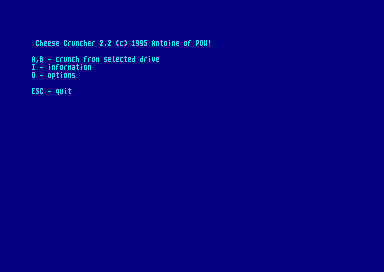 Cheese Cruncher 2.2 (c) 1995 Antoine of POW!
A,B - crunch from selected drive
I - information
O - options
ESC - quit